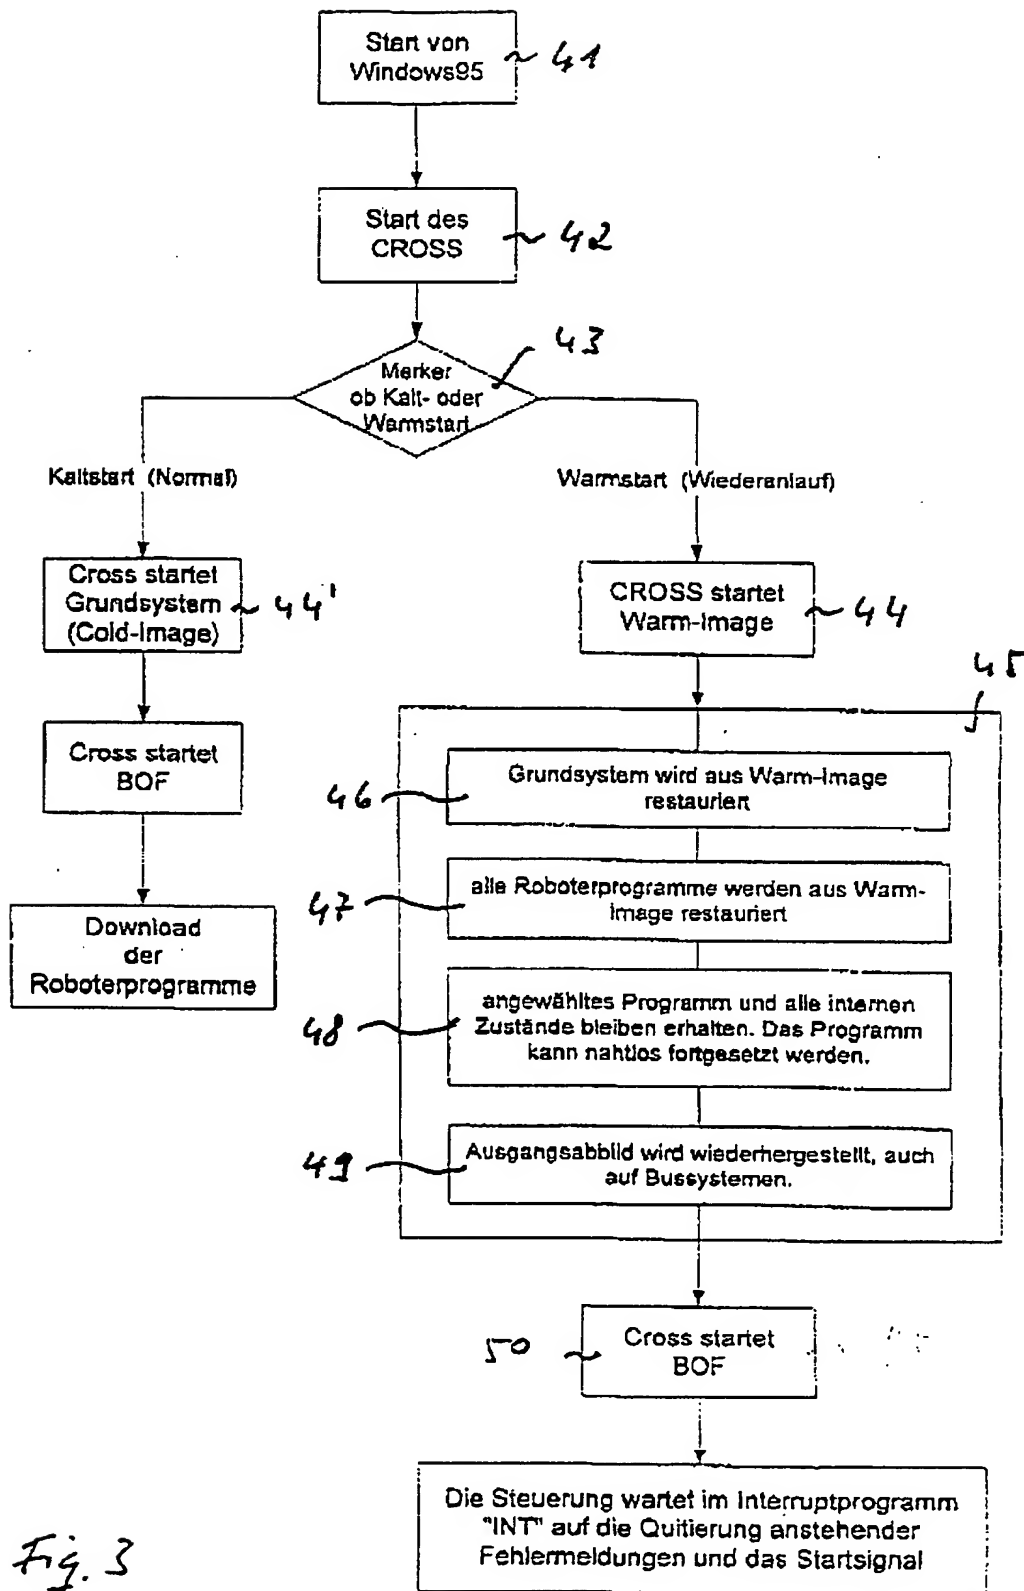 Start von
Windows95
41
Start des
CROSS
42
43
Merker
ob Kalt- oder
Warmstart
Kaltstart (Normal)
Warmstart (Wiederanlauf)
Cross startet
Grundsystem
(Cold-Image)
44'
CROSS startet
Warm-Image
44
45
Cross startet
BOF
Download
der
Roboterprogramme
46
Grundsystem wird aus Warm-Image
restauriert
47
alle Roboterprogramme werden aus Warm-
Image restauriert
48
angewähltes Programm und alle internen
Zustände bleiben erhalten. Das Programm
kann nahtlos fortgesetzt werden.
49
Ausgangsabbild wird wiederhergestellt, auch
auf Bussystemen.
50
Cross startet
BOF
Die Steuerung wartet im Interruptprogramm
"INT" auf die Quitierung anstehender
Fehlermeldungen und das Startsignal
Fig. 3